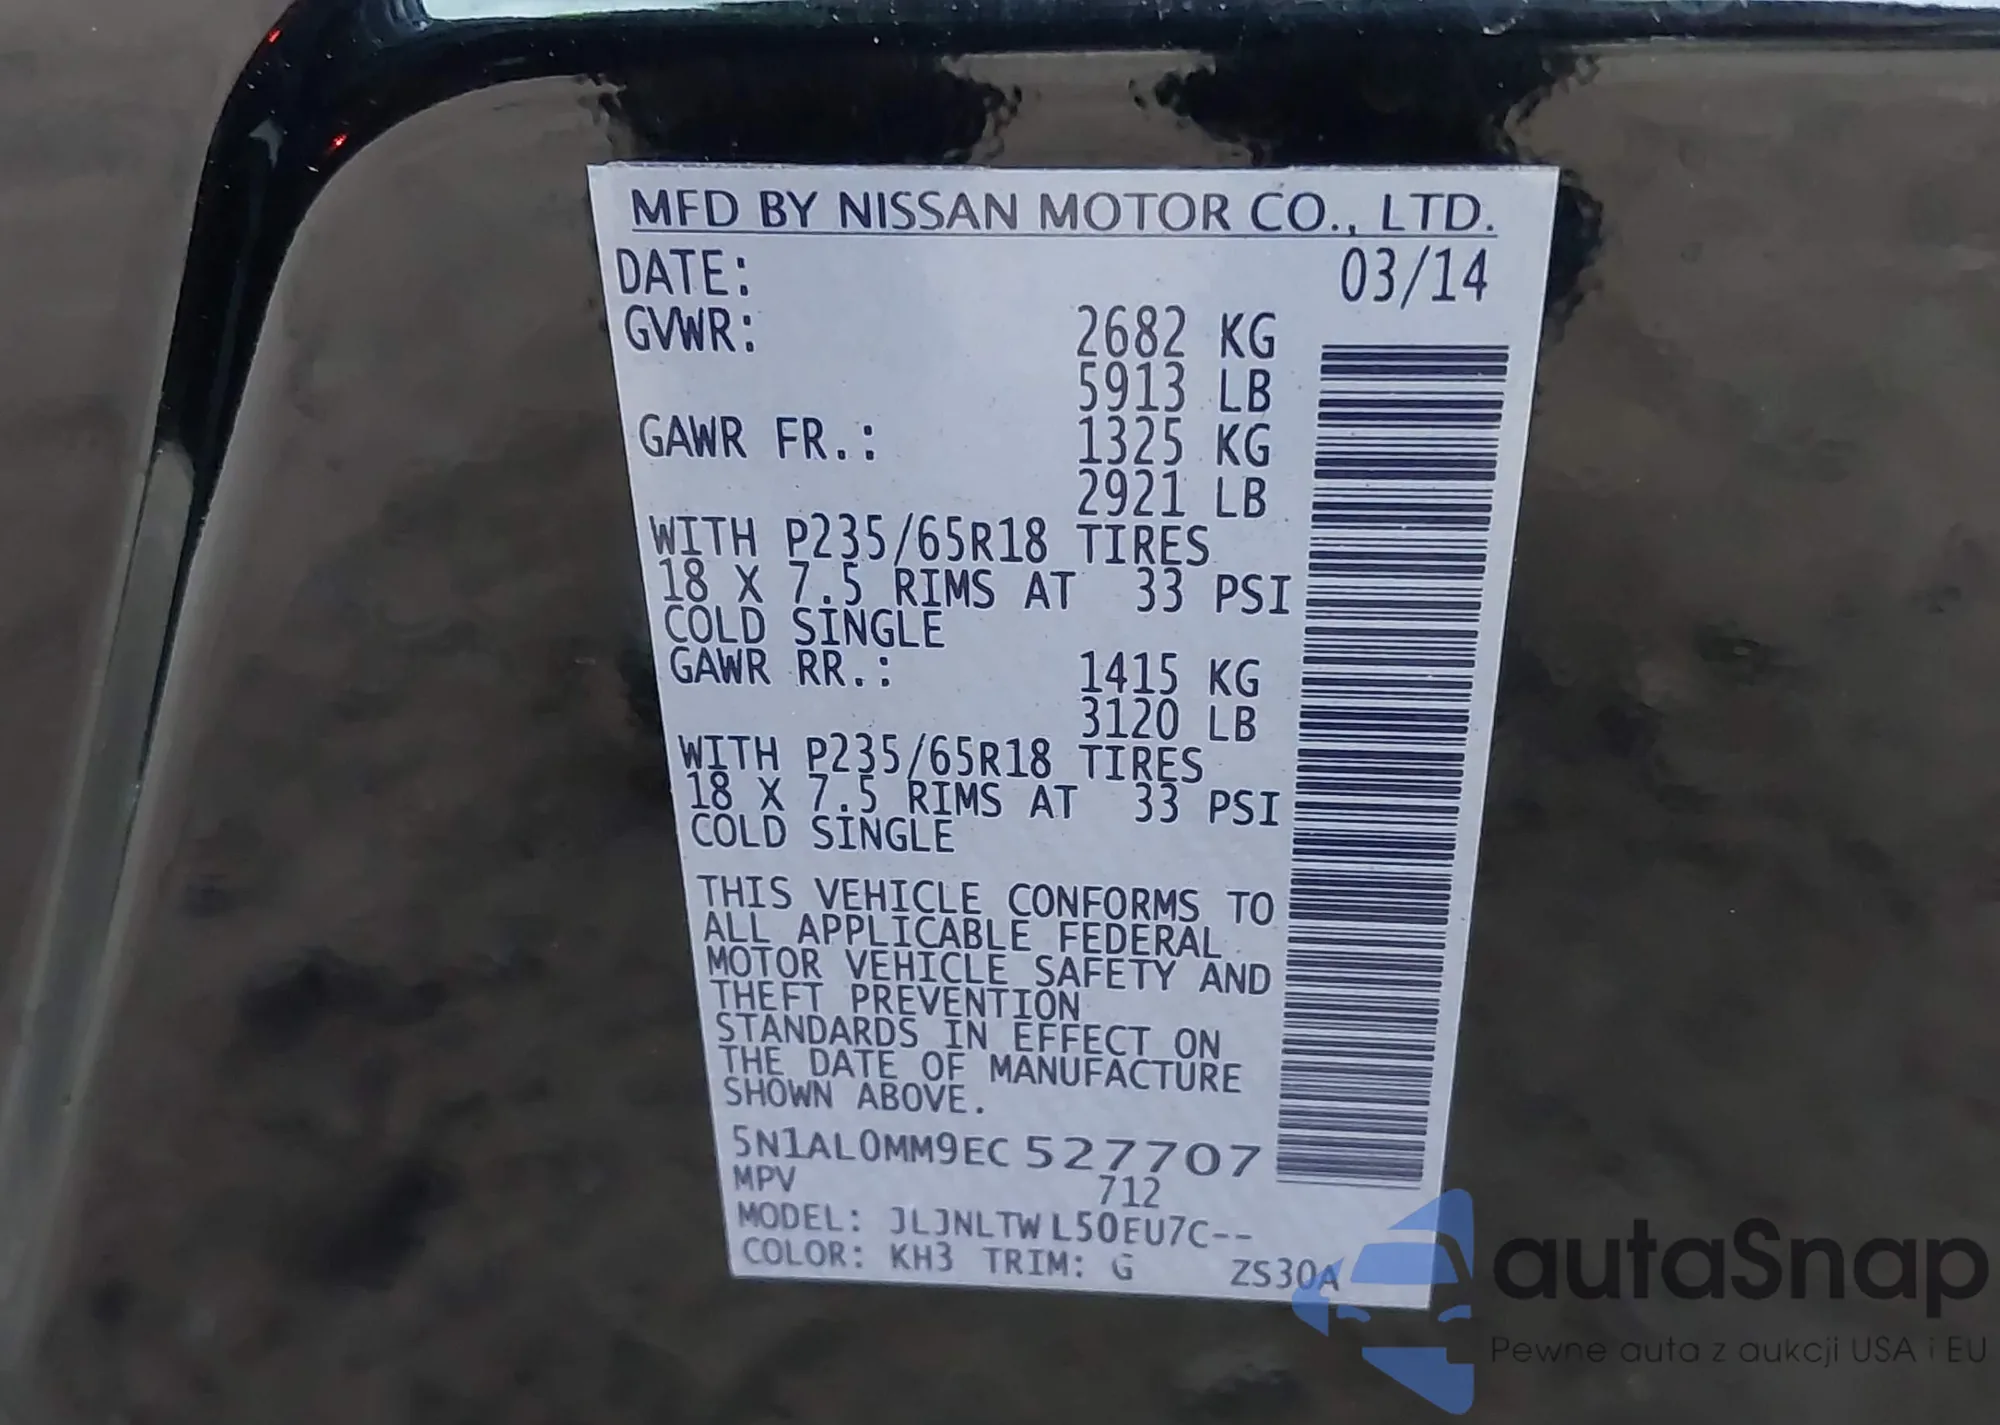 MFD BY NISSAN MOTOR CO., LTD.
DATE: 03/14
GVWR: 2682 KG
5913 LB
GAWR FR.: 1325 KG
2921 LB
WITH P235/65R18 TIRES
18 X 7.5 RIMS AT 33 PSI
COLD SINGLE
GAWR RR.: 1415 KG
3120 LB
WITH P235/65R18 TIRES
18 X 7.5 RIMS AT 33 PSI
COLD SINGLE
THIS VEHICLE CONFORMS TO
ALL APPLICABLE FEDERAL
MOTOR VEHICLE SAFETY AND
THEFT PREVENTION
STANDARDS IN EFFECT ON
THE DATE OF MANUFACTURE
SHOWN ABOVE.
5N1AL0MM9EC 527707
MPV 712
MODEL: JLJNLTW L50EU7C--
COLOR: KH3 TRIM: G ZS30A
autaSnap
Pewne auta z aukcji USA i EU